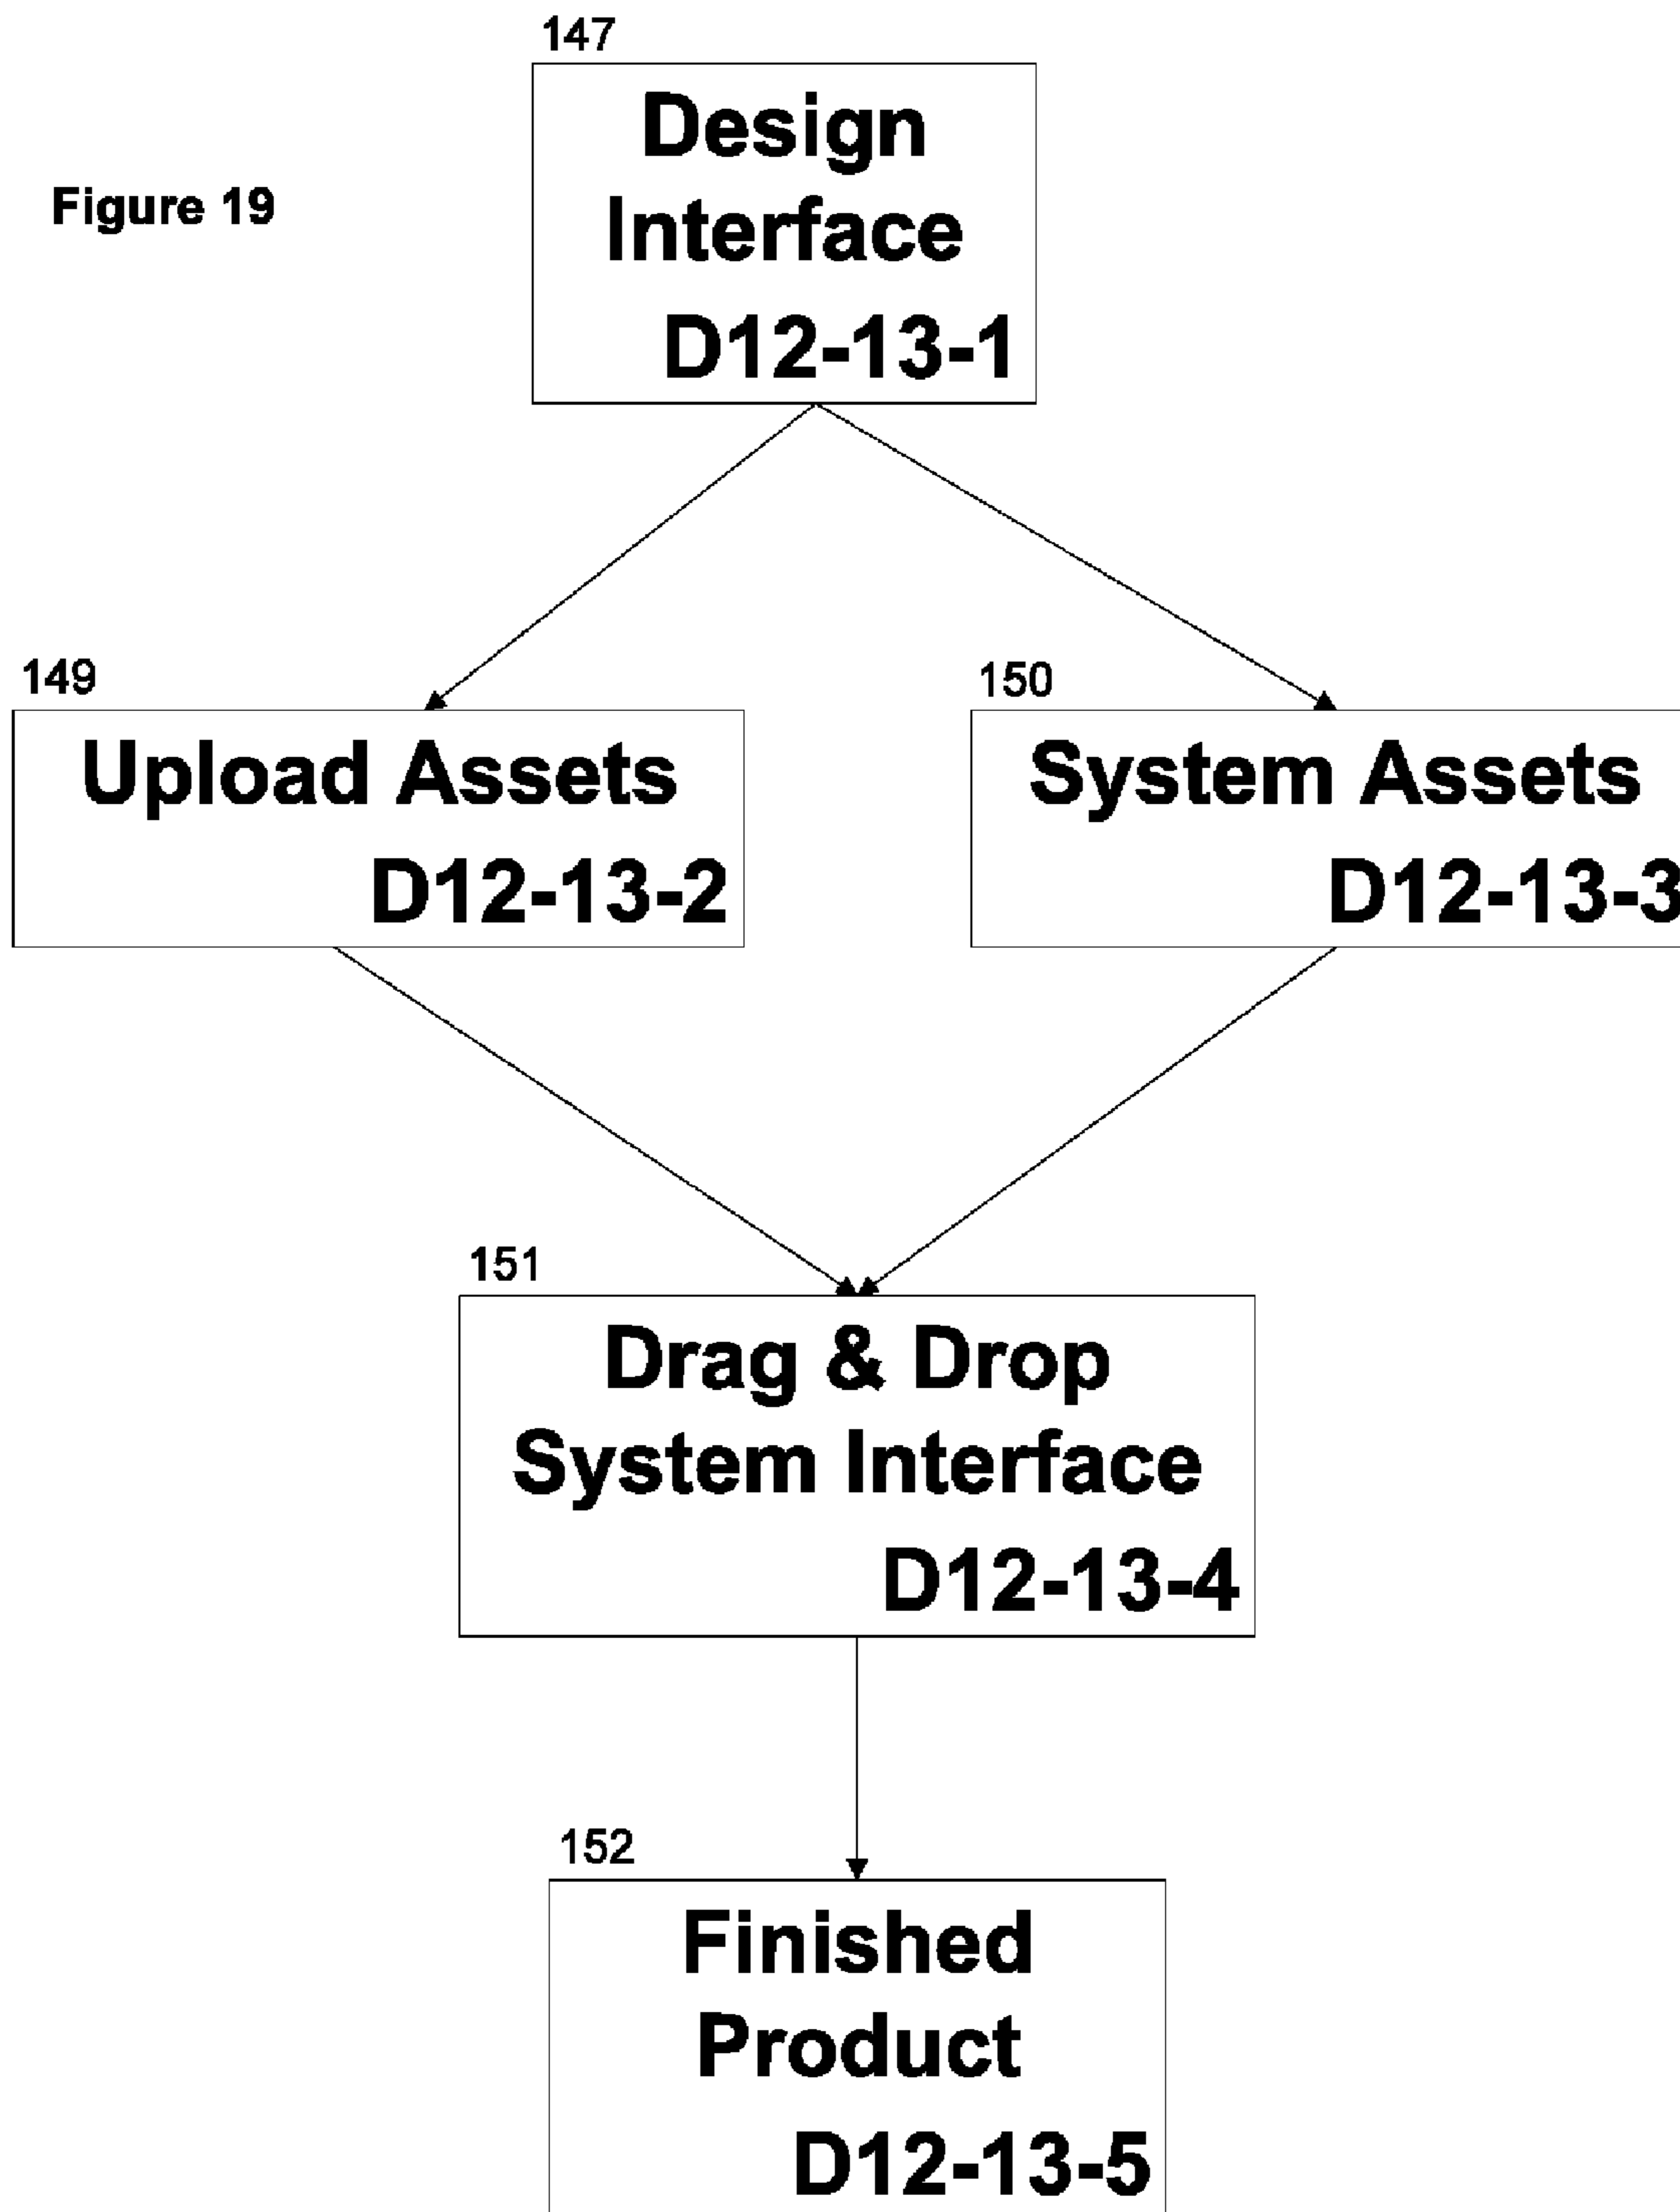 147
Design
Interface
D12-13-1
Figure 19
149
Upload Assets
D12-13-2
150
System Assets
D12-13-3
151
Drag & Drop
System Interface
D12-13-4
152
Finished
Product
D12-13-5